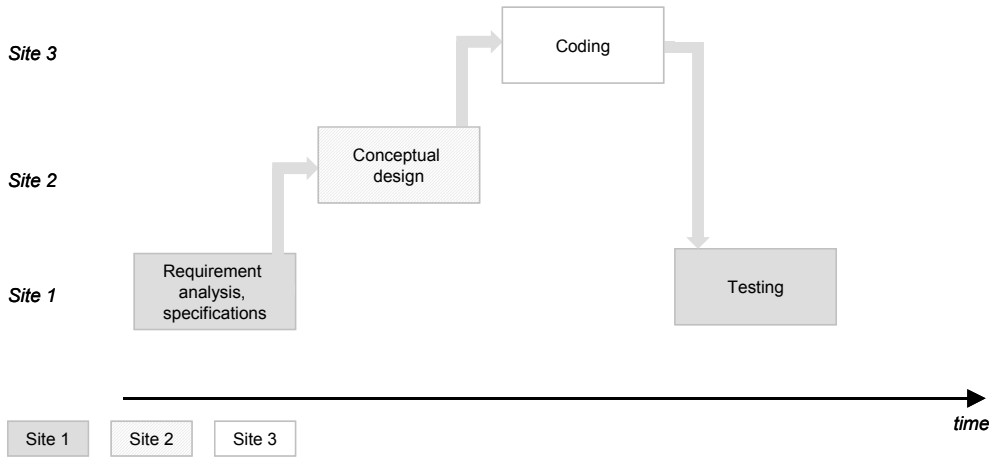 Site 3
Coding
Conceptual
design
Site 2
Requirement
analysis,
specifications
Site 1
Testing
time
Site 1
Site 2
Site 3